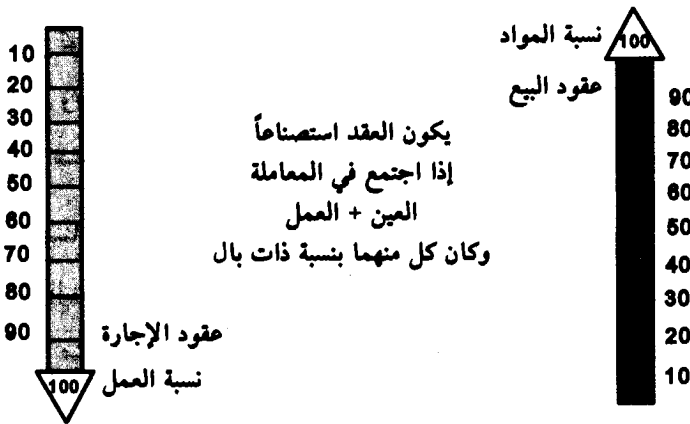 نسبة المواد
100
عقود البيع
90
80
70
60
50
40
30
20
10
يكون العقد استصناعاً
إذا اجتمع في المعاملة
العين + العمل
وكان كل منهما بنسبة ذات بال
10
20
30
40
50
60
70
80
90
عقود الإجارة
100
نسبة العمل